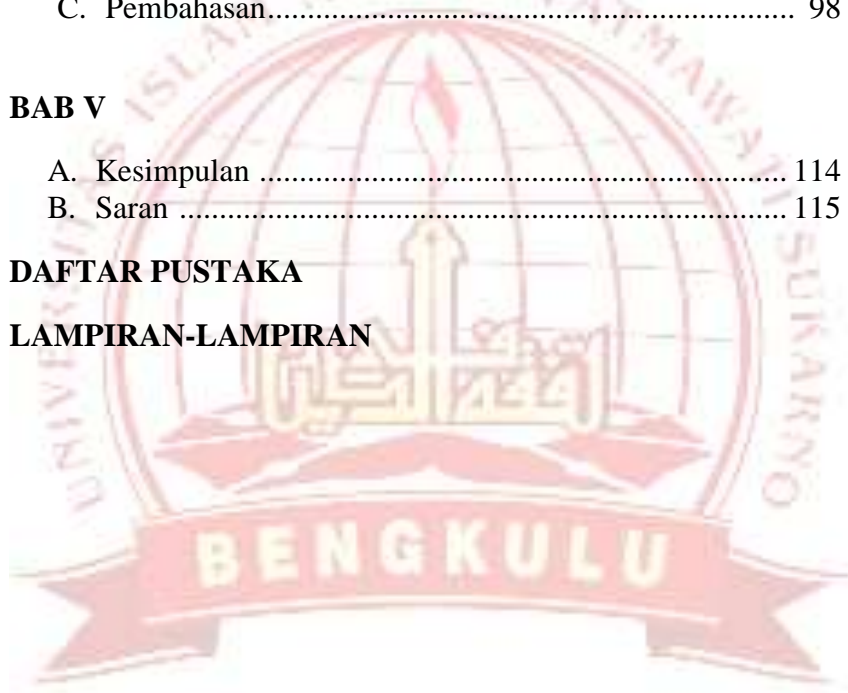 C. Pembahasan.................................................................. 98
BAB V
A. Kesimpulan .................................................................. 114
B. Saran ............................................................................ 115
DAFTAR PUSTAKA
LAMPIRAN-LAMPIRAN
BENGKULU